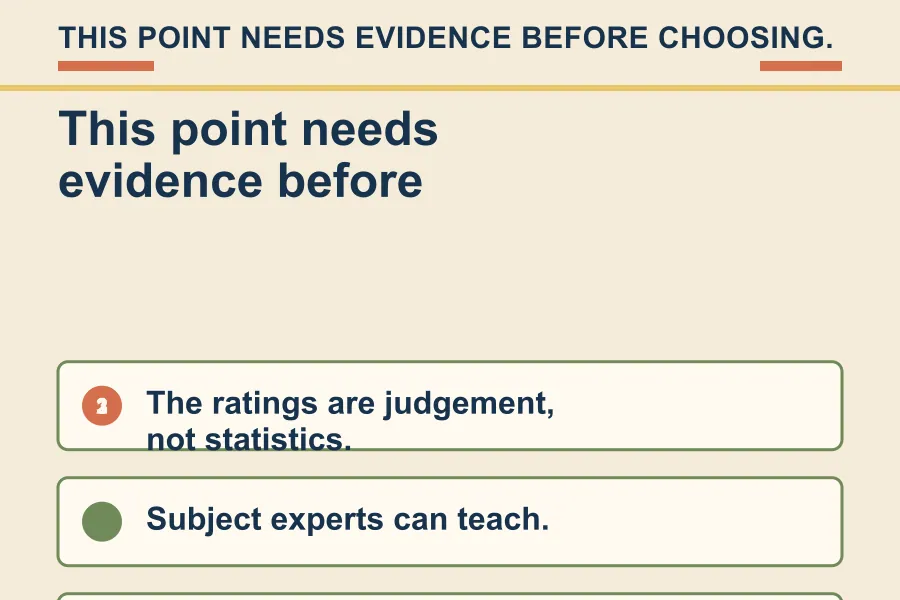 THIS POINT NEEDS EVIDENCE BEFORE CHOOSING.
This point needs
evidence before
The ratings are judgement,
not statistics.
Subject experts can teach.